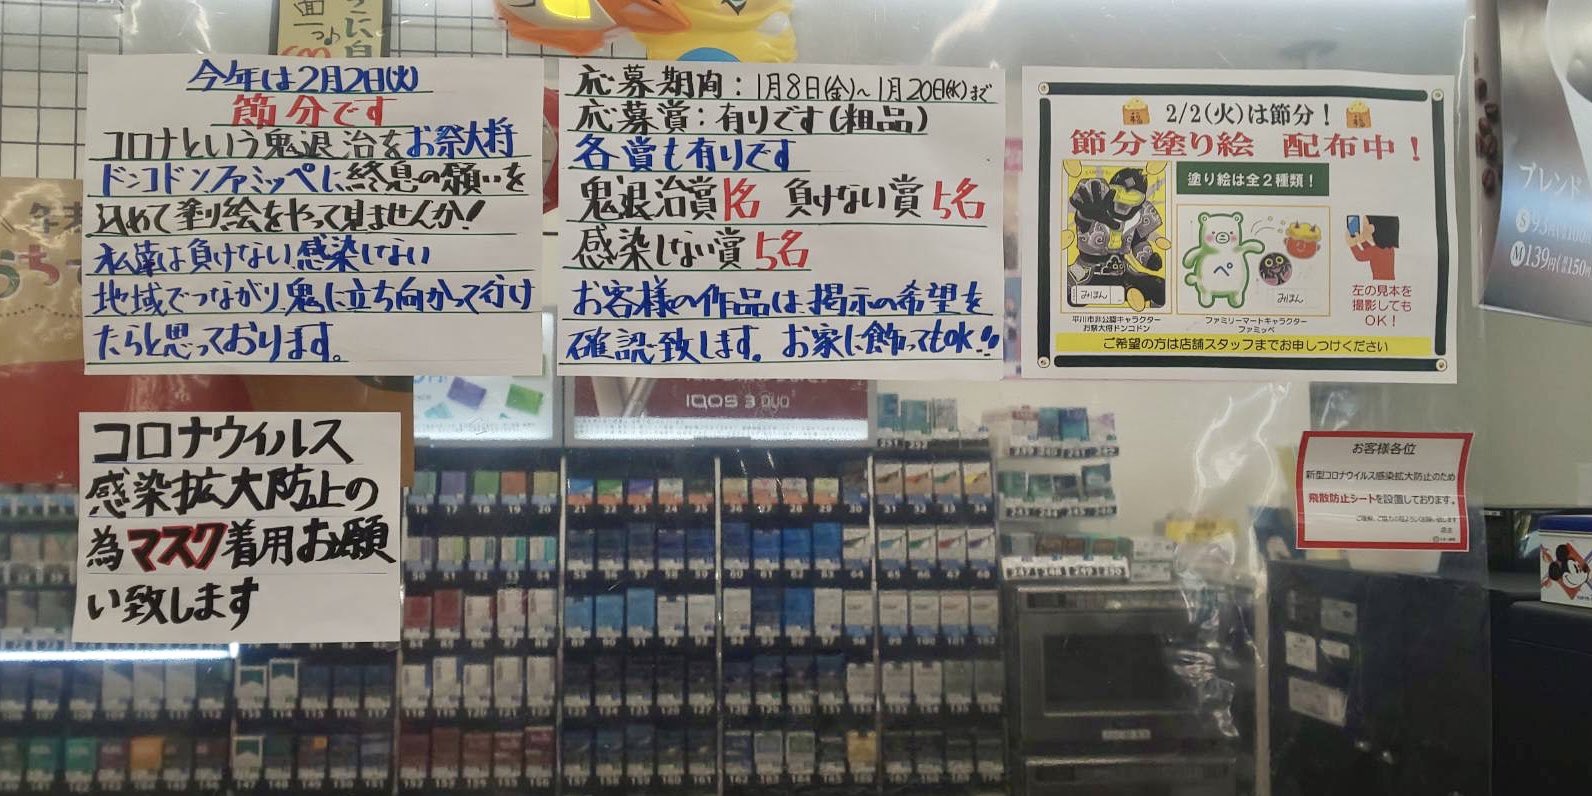 今年は2月2日(火)
節分です
コロナという鬼退治をお祭大将
ドンコドンファミッペに終息の願いを
込めて塗り絵をやって見ませんか!
私達は負けない感染しない
地域でつながり鬼に立ち向かって行け
たらと思っております。
応募期間:1月8日(金)~1月20日(水)まで
応募賞:有りです(粗品)
各賞も有りです
鬼退治賞1名 負けない賞5名
感染しない賞5名
お客様の作品は掲示の希望を
確認致します。お家に飾ってもOK!!
2/2(火)は節分!
節分塗り絵 配布中!
塗り絵は全2種類!
ペ
みほん
みほん
平川市非公認キャラクター
お祭大将ドンコドン
ファミリーマートキャラクター
ファミッペ
左の見本を
撮影しても
OK!
ご希望の方は店舗スタッフまでお申しつけください
コロナウィルス
感染拡大防止の
為マスク着用お願
い致します
お客様各位
新型コロナウイルス感染拡大防止のため
飛散防止シートを設置しております。
IQOS 3 DUO
ブレンド
S
M 139円